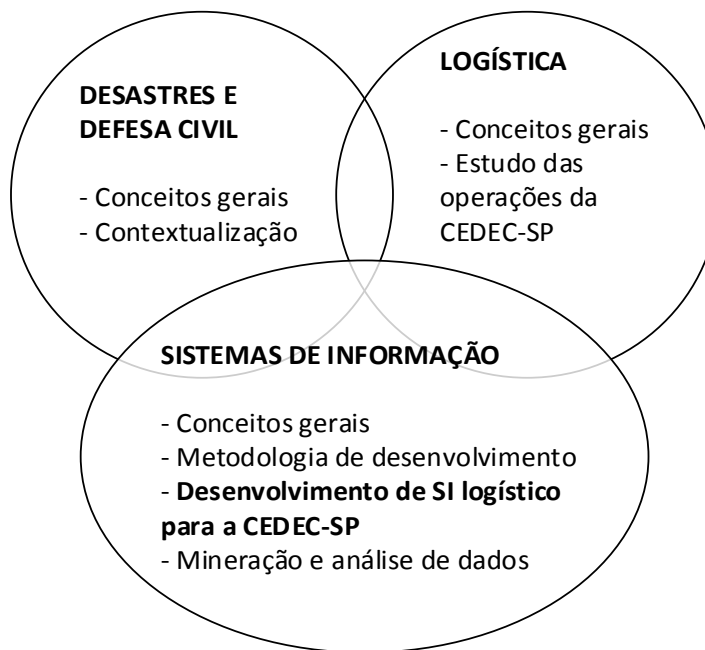 DESASTRES E
DEFESA CIVIL
- Conceitos gerais
- Contextualização
LOGÍSTICA
- Conceitos gerais
- Estudo das
operações da
CEDEC-SP
SISTEMAS DE INFORMAÇÃO
- Conceitos gerais
- Metodologia de desenvolvimento
- Desenvolvimento de SI logístico
para a CEDEC-SP
- Mineração e análise de dados